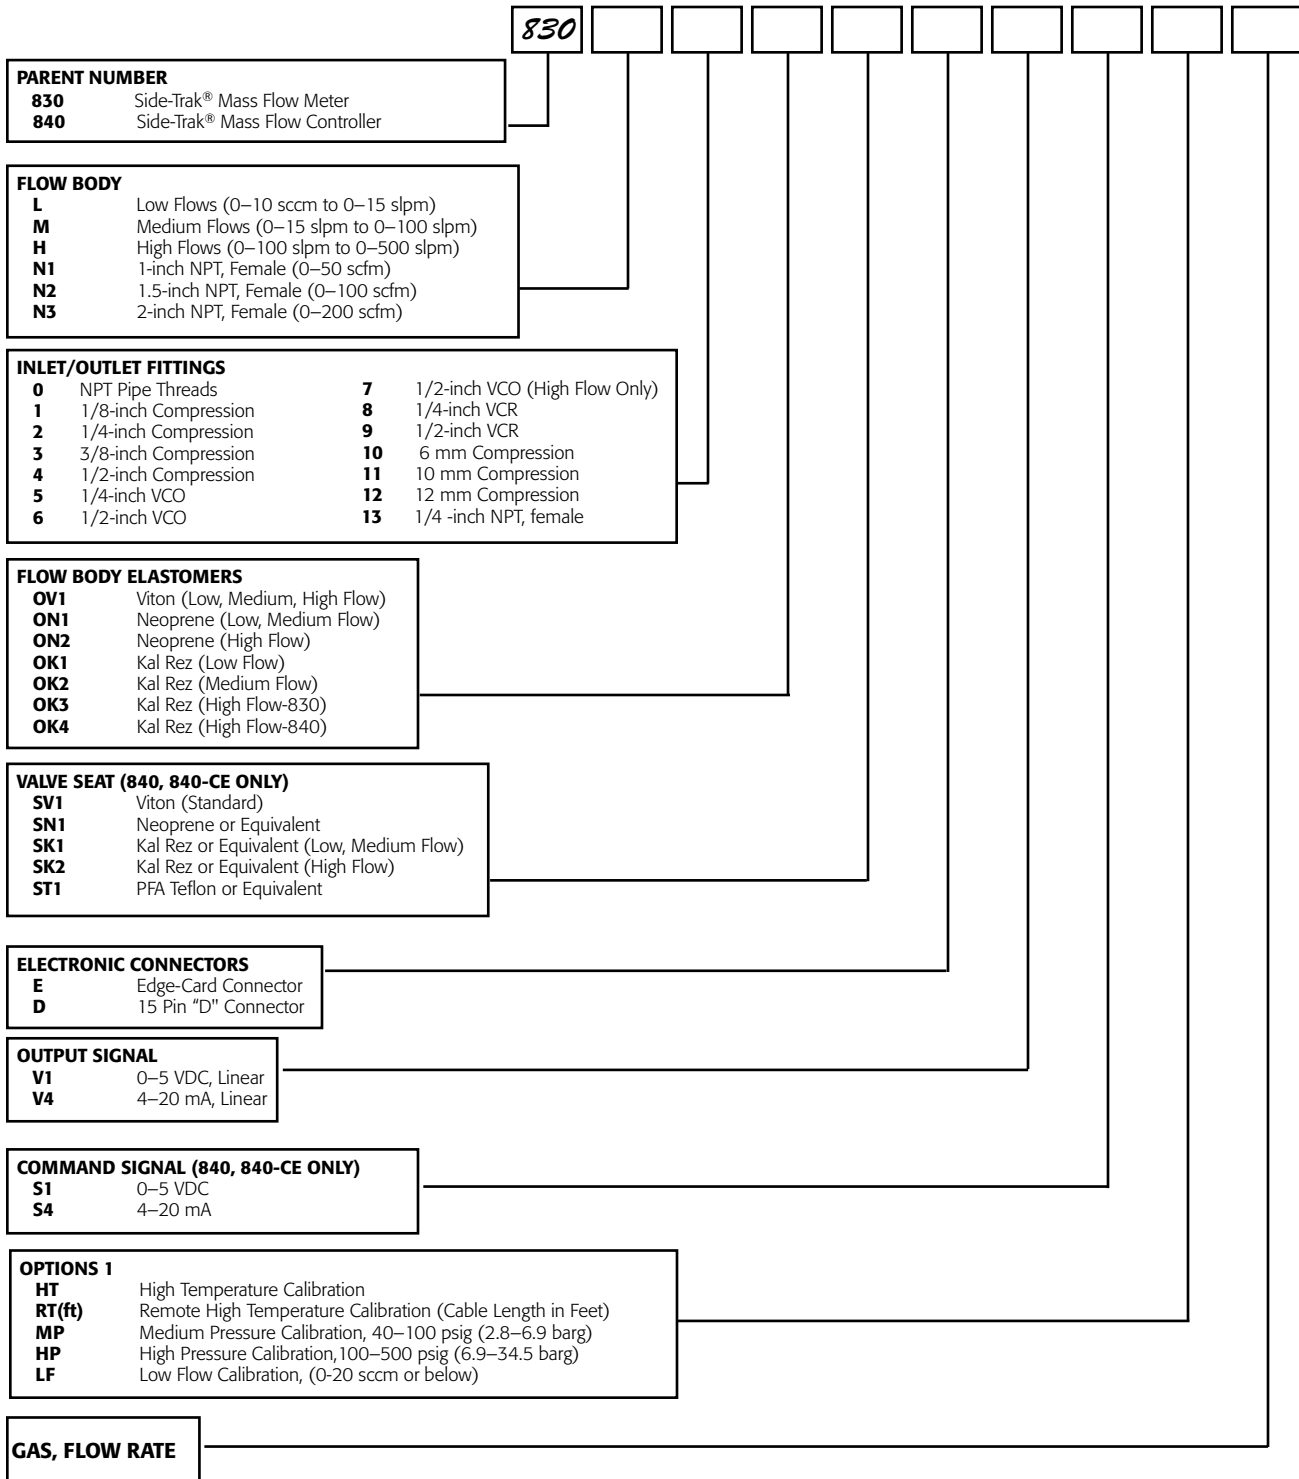 830
PARENT NUMBER
830 Side-Trak® Mass Flow Meter
840 Side-Trak® Mass Flow Controller
FLOW BODY
L Low Flows (0–10 sccm to 0–15 slpm)
M Medium Flows (0–15 slpm to 0–100 slpm)
H High Flows (0–100 slpm to 0–500 slpm)
N1 1-inch NPT, Female (0–50 scfm)
N2 1.5-inch NPT, Female (0–100 scfm)
N3 2-inch NPT, Female (0–200 scfm)
INLET/OUTLET FITTINGS
0 NPT Pipe Threads
1 1/8-inch Compression
2 1/4-inch Compression
3 3/8-inch Compression
4 1/2-inch Compression
5 1/4-inch VCO
6 1/2-inch VCO
7 1/2-inch VCO (High Flow Only)
8 1/4-inch VCR
9 1/2-inch VCR
10 6 mm Compression
11 10 mm Compression
12 12 mm Compression
13 1/4 -inch NPT, female
FLOW BODY ELASTOMERS
OV1 Viton (Low, Medium, High Flow)
ON1 Neoprene (Low, Medium Flow)
ON2 Neoprene (High Flow)
OK1 Kal Rez (Low Flow)
OK2 Kal Rez (Medium Flow)
OK3 Kal Rez (High Flow-830)
OK4 Kal Rez (High Flow-840)
VALVE SEAT (840, 840-CE ONLY)
SV1 Viton (Standard)
SN1 Neoprene or Equivalent
SK1 Kal Rez or Equivalent (Low, Medium Flow)
SK2 Kal Rez or Equivalent (High Flow)
ST1 PFA Teflon or Equivalent
ELECTRONIC CONNECTORS
E Edge-Card Connector
D 15 Pin “D" Connector
OUTPUT SIGNAL
V1 0–5 VDC, Linear
V4 4–20 mA, Linear
COMMAND SIGNAL (840, 840-CE ONLY)
S1 0–5 VDC
S4 4–20 mA
OPTIONS 1
HT High Temperature Calibration
RT(ft) Remote High Temperature Calibration (Cable Length in Feet)
MP Medium Pressure Calibration, 40–100 psig (2.8–6.9 barg)
HP High Pressure Calibration,100–500 psig (6.9–34.5 barg)
LF Low Flow Calibration, (0-20 sccm or below)
GAS, FLOW RATE